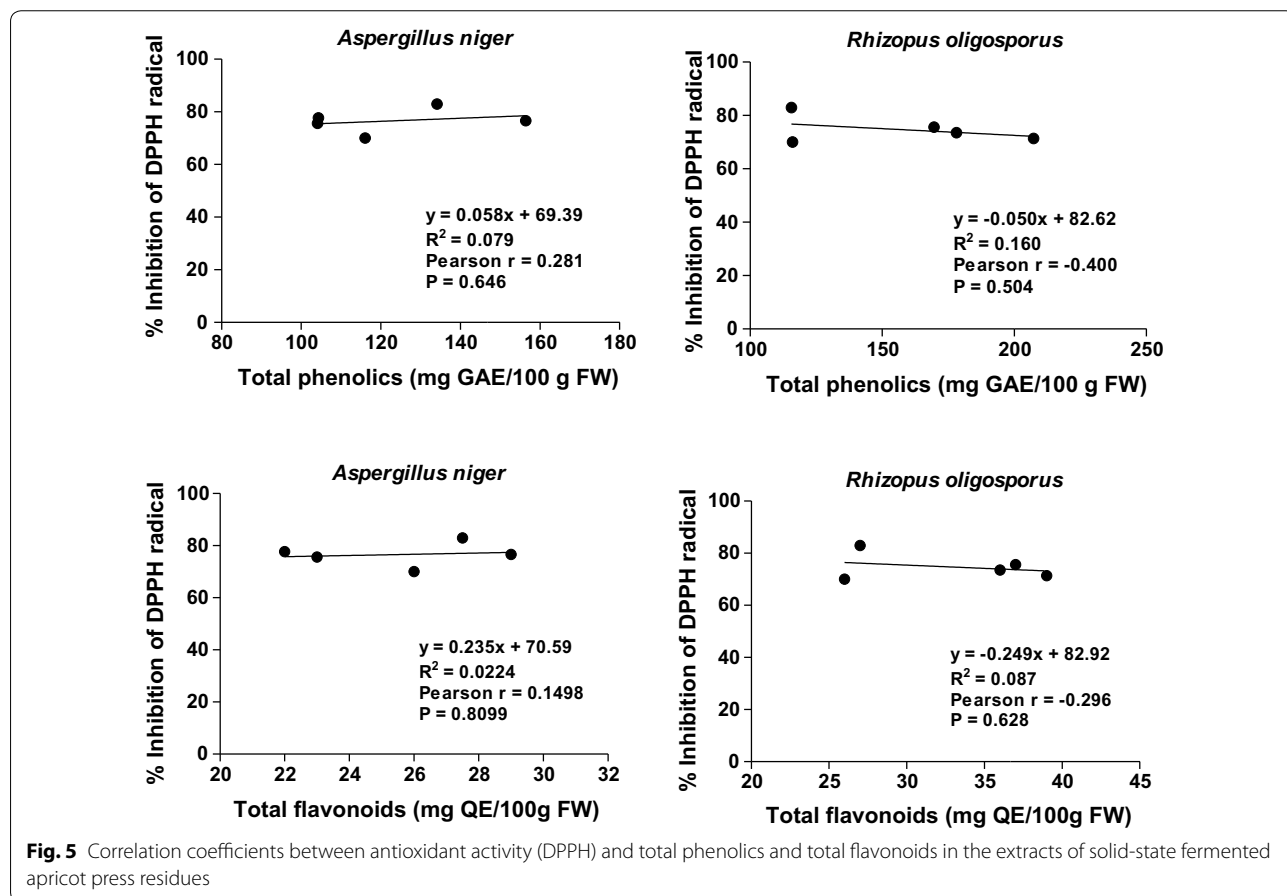 Aspergillus niger
% Inhibition of DPPH radical
100
80
60
40
20
0
y = 0.058x + 69.39
R² = 0.079
Pearson r = 0.281
P = 0.646
80 100 120 140 160 180
Total phenolics (mg GAE/100 g FW)
Rhizopus oligosporus
% Inhibition of DPPH radical
100
80
60
40
20
0
y = -0.050x + 82.62
R² = 0.160
Pearson r = -0.400
P = 0.504
100 150 200 250
Total phenolics (mg GAE/100 g FW)
Aspergillus niger
% Inhibition of DPPH radical
100
80
60
40
20
0
y = 0.235x + 70.59
R² = 0.0224
Pearson r = 0.1498
P = 0.8099
20 22 24 26 28 30 32
Total flavonoids (mg QE/100g FW)
Rhizopus oligosporus
% Inhibition of DPPH radical
100
80
60
40
20
0
y = -0.249x + 82.92
R² = 0.087
Pearson r = -0.296
P = 0.628
20 25 30 35 40 45
Total flavonoids (mg QE/100g FW)
Fig. 5 Correlation coefficients between antioxidant activity (DPPH) and total phenolics and total flavonoids in the extracts of solid-state fermented
apricot press residues